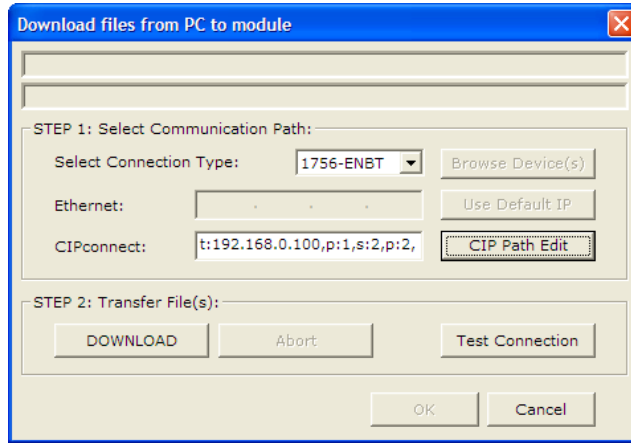 Download files from PC to module
STEP 1: Select Communication Path:
Select Connection Type: 1756-ENBT Browse Device(s)
Ethernet: . . . Use Default IP
CIPconnect: t:192.168.0.100,p:1,s:2,p:2, CIP Path Edit
STEP 2: Transfer File(s):
DOWNLOAD Abort Test Connection
OK Cancel